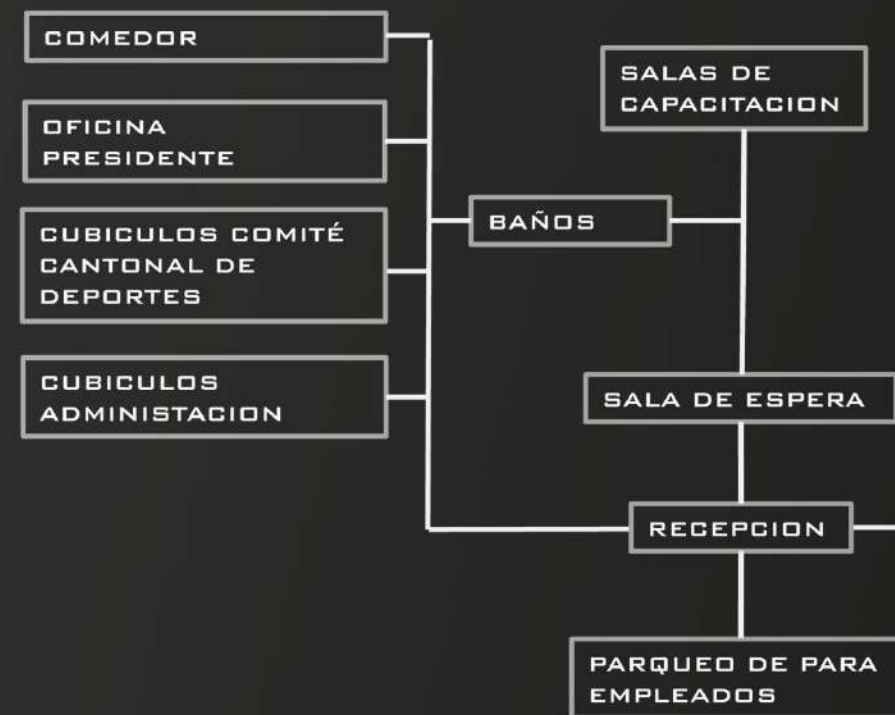 COMEDOR
OFICINA
PRESIDENTE
CUBICULOS COMITÉ
CANTONAL DE
DEPORTES
CUBICULOS
ADMINISTACION
BAÑOS
SALAS DE
CAPACITACION
SALA DE ESPERA
RECEPCION
PARQUEO DE PARA
EMPLEADOS